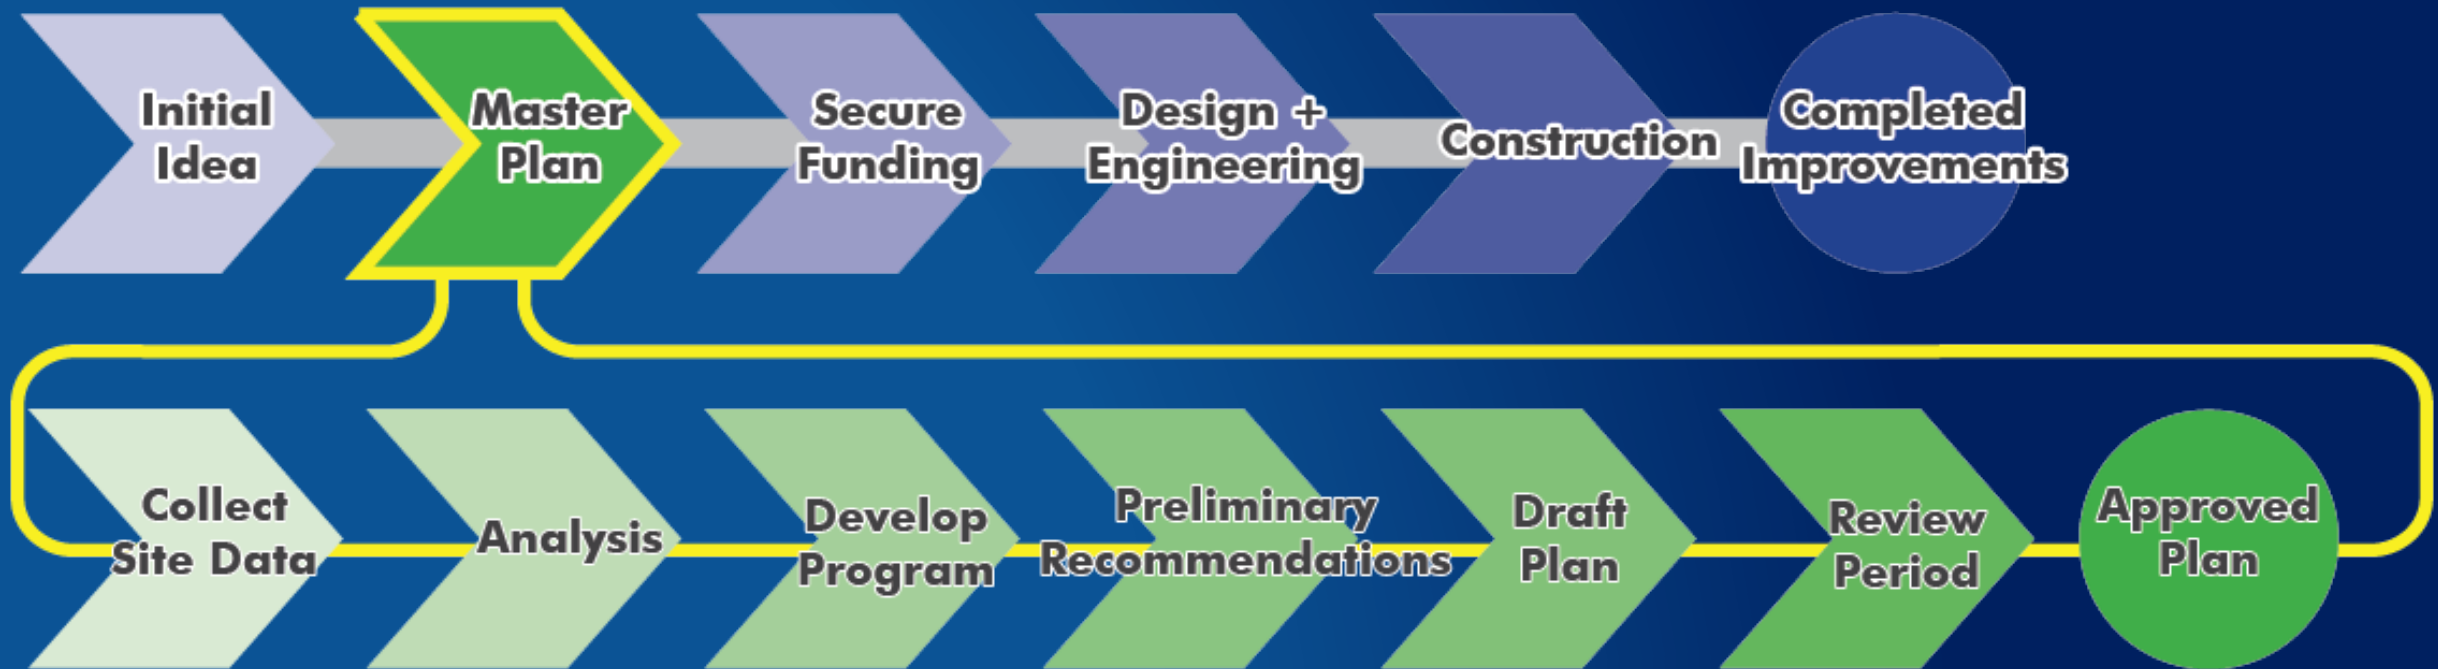 Initial
Idea
Master
Plan
Secure
Funding
Design +
Engineering
Construction
Completed
Improvements
Collect
Site Data
Analysis
Develop
Program
Preliminary
Recommendations
Draft
Plan
Review
Period
Approved
Plan